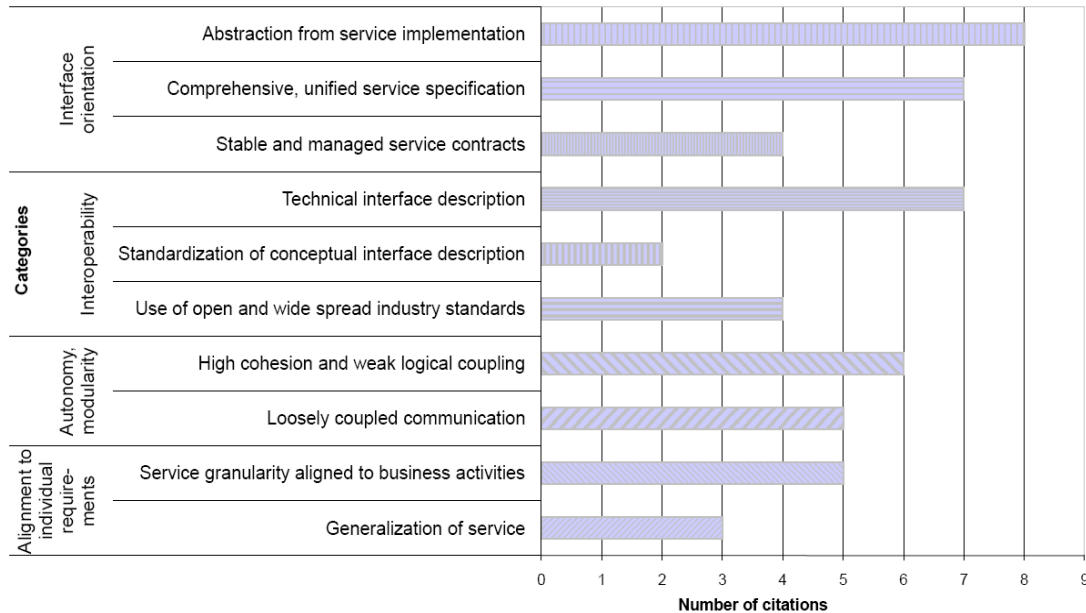 Categories
Interface
orientation
Abstraction from service implementation
Comprehensive, unified service specification
Stable and managed service contracts
Interoperability
Technical interface description
Standardization of conceptual interface description
Use of open and wide spread industry standards
Autonomy,
modularity
High cohesion and weak logical coupling
Loosely coupled communication
Alignment to
individual
require-
ments
Service granularity aligned to business activities
Generalization of service
0 1 2 3 4 5 6 7 8 9
Number of citations